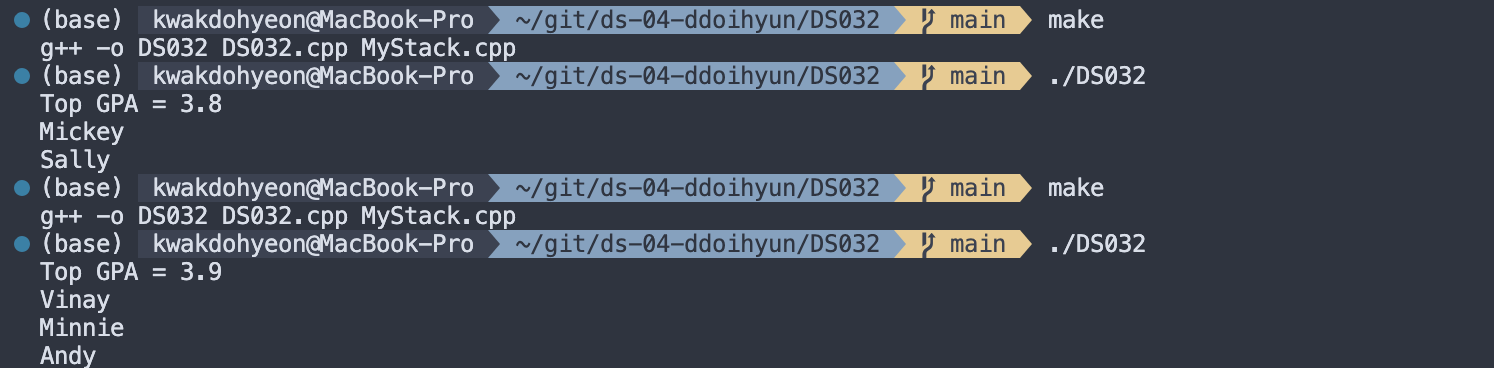 (base) kwakdohyeon@MacBook-Pro ~/git/ds-04-ddoihyun/DS032 main make
g++ -o DS032 DS032.cpp MyStack.cpp
(base) kwakdohyeon@MacBook-Pro ~/git/ds-04-ddoihyun/DS032 main ./DS032
Top GPA = 3.8
Mickey
Sally
(base) kwakdohyeon@MacBook-Pro ~/git/ds-04-ddoihyun/DS032 main make
g++ -o DS032 DS032.cpp MyStack.cpp
(base) kwakdohyeon@MacBook-Pro ~/git/ds-04-ddoihyun/DS032 main ./DS032
Top GPA = 3.9
Vinay
Minnie
Andy